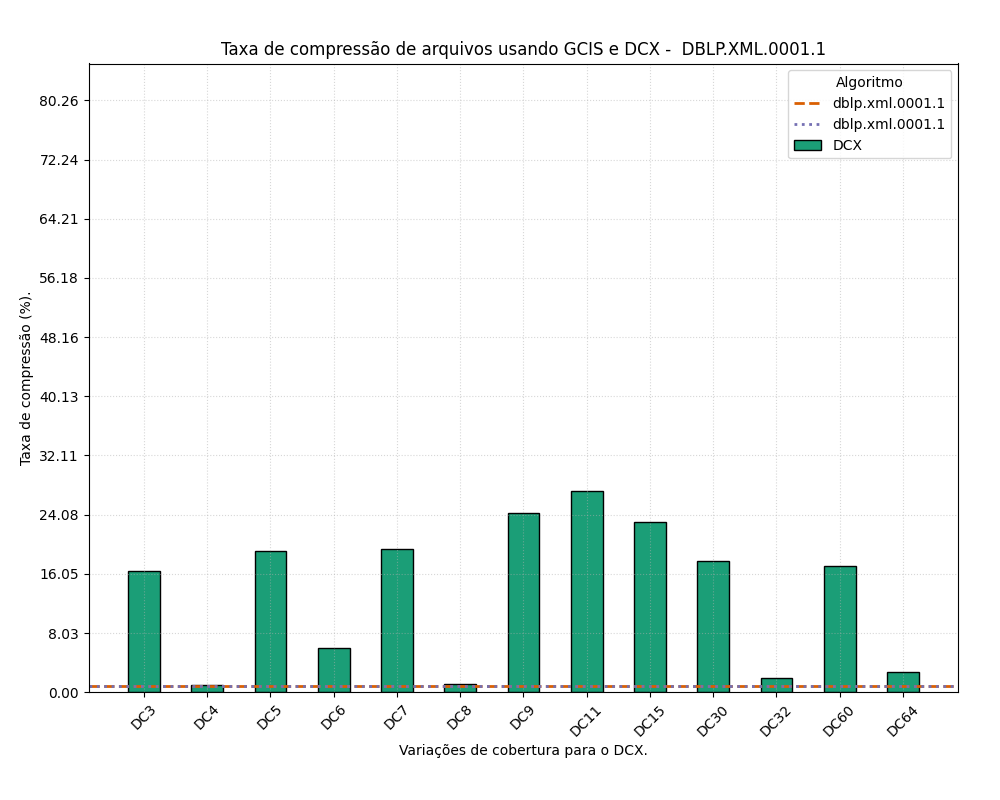 Taxa de compressão de arquivos usando GCIS e DCX -  DBLP.XML.0001.1
Algoritmo
dblp.xml.0001.1
dblp.xml.0001.1
DCX
80.26
72.24
64.21
56.18
48.16
40.13
32.11
24.08
16.05
8.03
0.00
Taxa de compressão (%).
DC3
DC4
DC5
DC6
DC7
DC8
DC9
DC11
DC15
DC30
DC32
DC60
DC64
Variações de cobertura para o DCX.